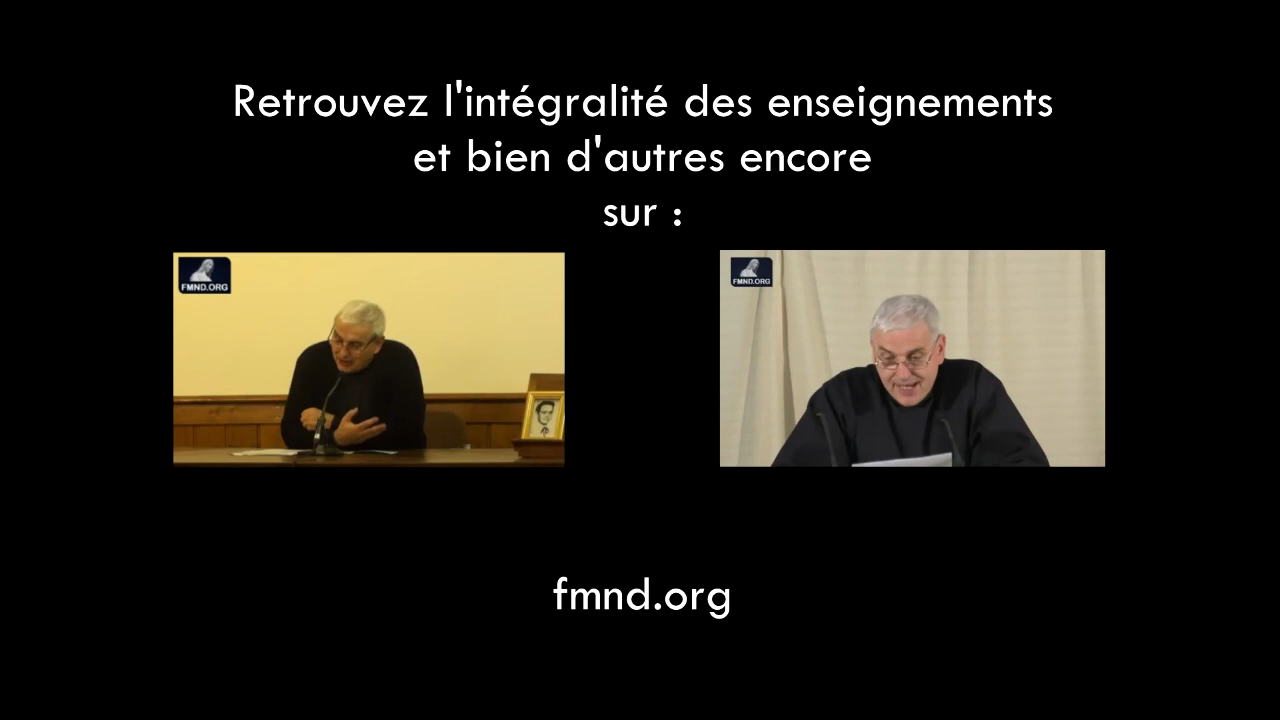 Retrouvez l'intégralité des enseignements
et bien d'autres encore
sur :
FMND.ORG
FMND.ORG
fmnd.org